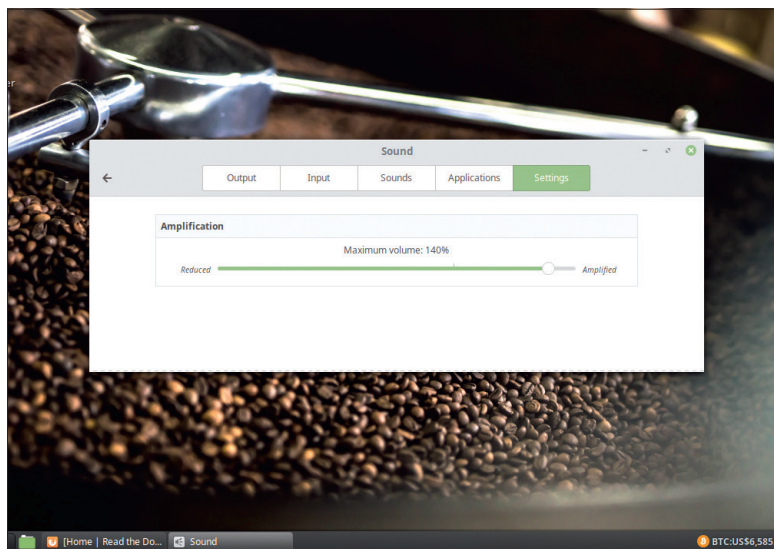 er
Sound
Output
Input
Sounds
Applications
Settings
Amplification
Maximum volume: 140%
Reduced
Amplified
[Home | Read the Do...
Sound
BTC:US$6,585